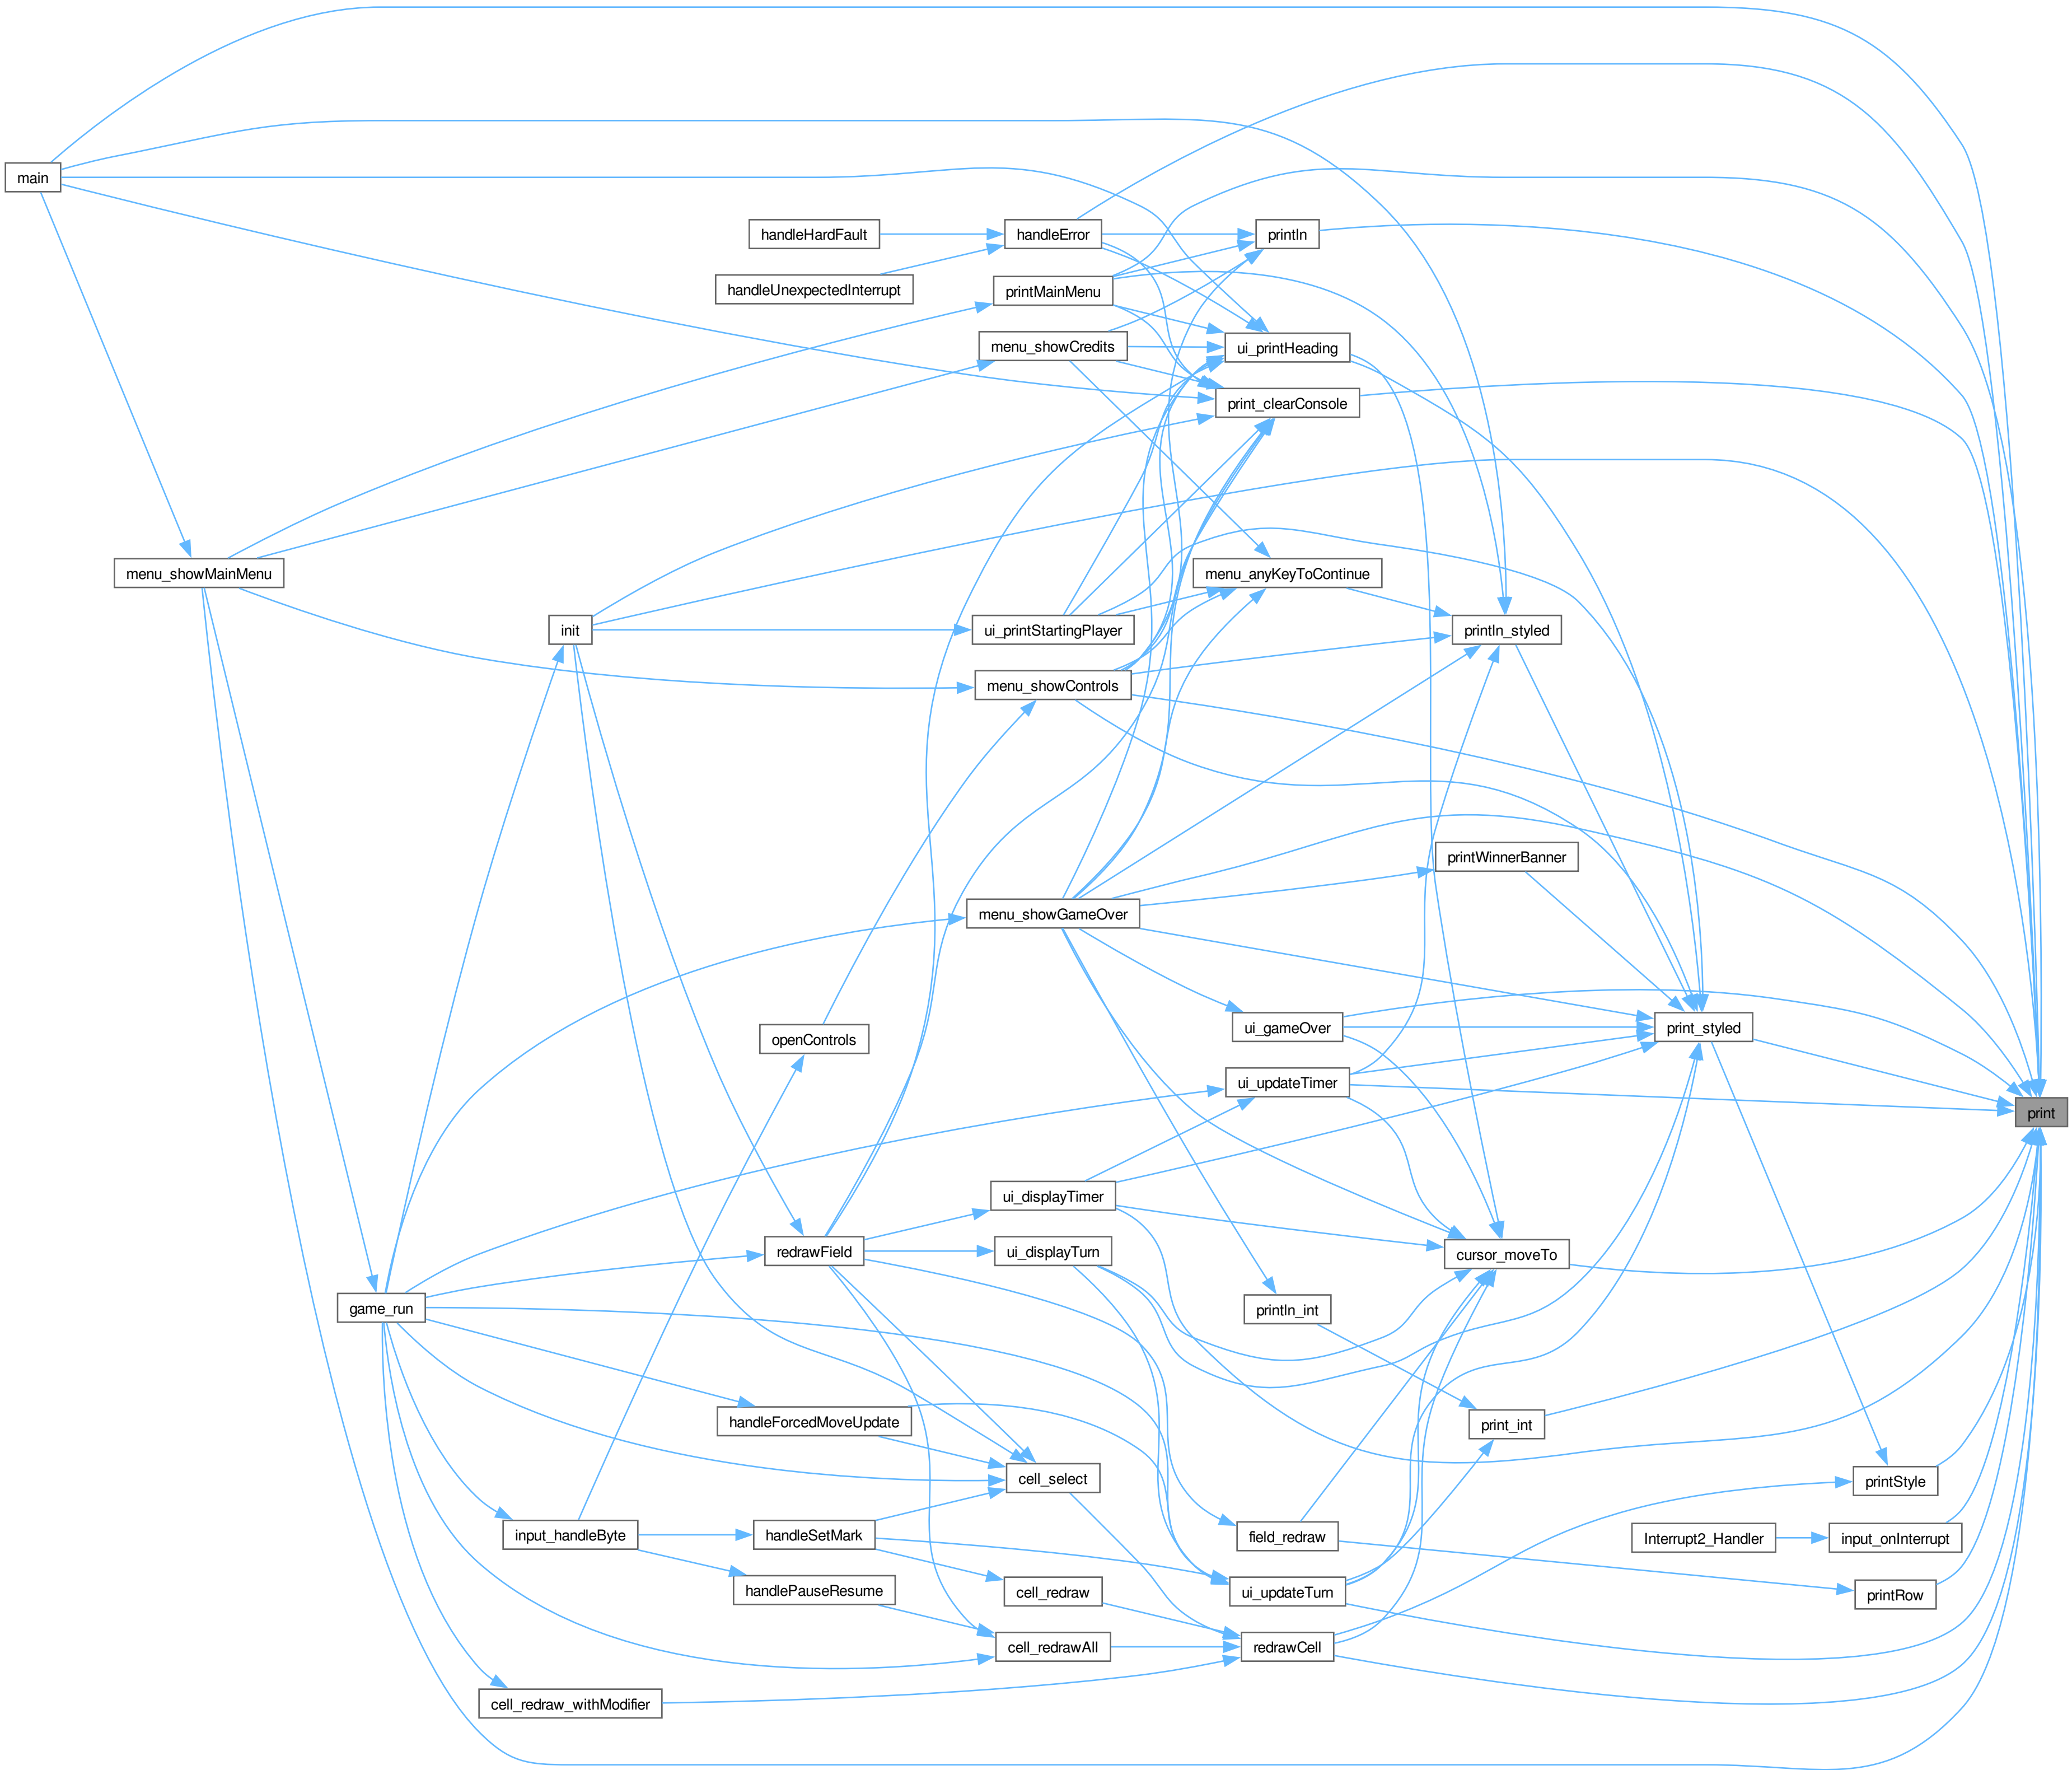 main
handleHardFault
handleError
println
handleUnexpectedInterrupt
printMainMenu
menu_showCredits
ui_printHeading
print_clearConsole
menu_showMainMenu
menu_anyKeyToContinue
init
ui_printStartingPlayer
println_styled
menu_showControls
printWinnerBanner
menu_showGameOver
openControls
ui_gameOver
print_styled
ui_updateTimer
print
ui_displayTimer
redrawField
ui_displayTurn
cursor_moveTo
game_run
println_int
handleForcedMoveUpdate
print_int
cell_select
printStyle
input_handleByte
handleSetMark
field_redraw
Interrupt2_Handler
input_onInterrupt
handlePauseResume
cell_redraw
ui_updateTurn
printRow
cell_redrawAll
redrawCell
cell_redraw_withModifier